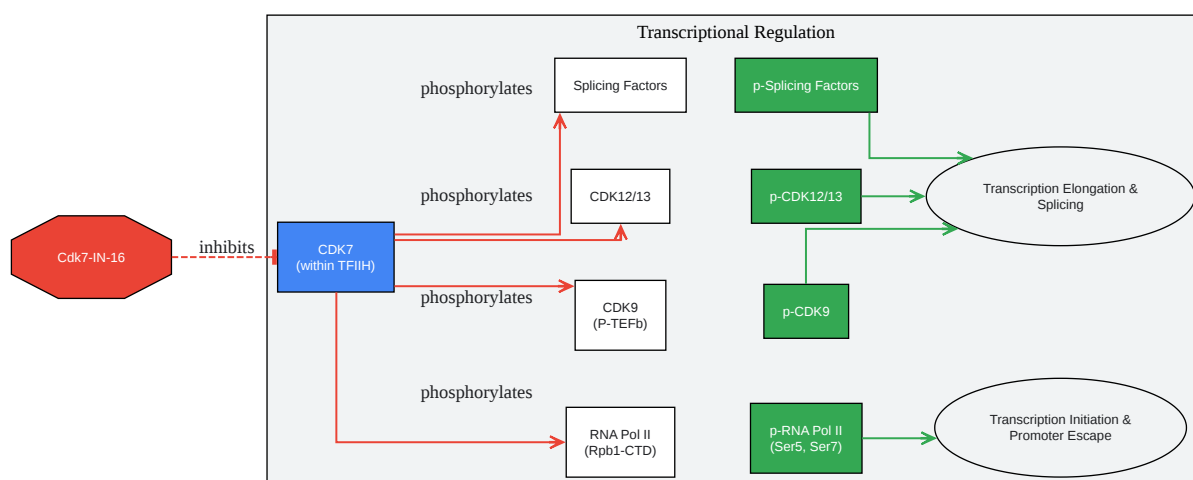 Transcriptional Regulation
phosphorylates
Splicing Factors
p-Splicing Factors
phosphorylates
CDK12/13
p-CDK12/13
Transcription Elongation &
Splicing
Cdk7-IN-16
inhibits
CDK7
(within TFIIH)
phosphorylates
CDK9
(P-TEFb)
p-CDK9
phosphorylates
RNA Pol II
(Rpb1-CTD)
p-RNA Pol II
(Ser5, Ser7)
Transcription Initiation &
Promoter Escape